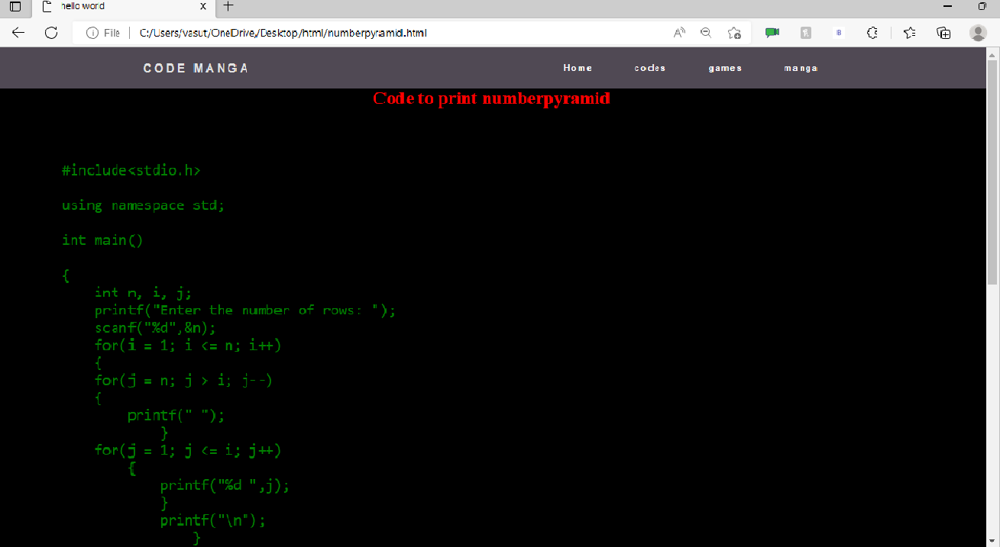 hello world
File C:/Users/vasut/OneDrive/Desktop/html/numberpyramid.html
CODE MANGA Home codes games manga
Code to print numberpyramid
#include<stdio.h>
using namespace std;
int main()
{
int n, i, j;
printf("Enter the number of rows: ");
scanf("%d",&n);
for(i = 1; i <= n; i++)
{
for(j = n; j > i; j--)
{
printf(" ");
}
for(j = 1; j <= i; j++)
{
printf("%d ",j);
}
printf("\n");
}